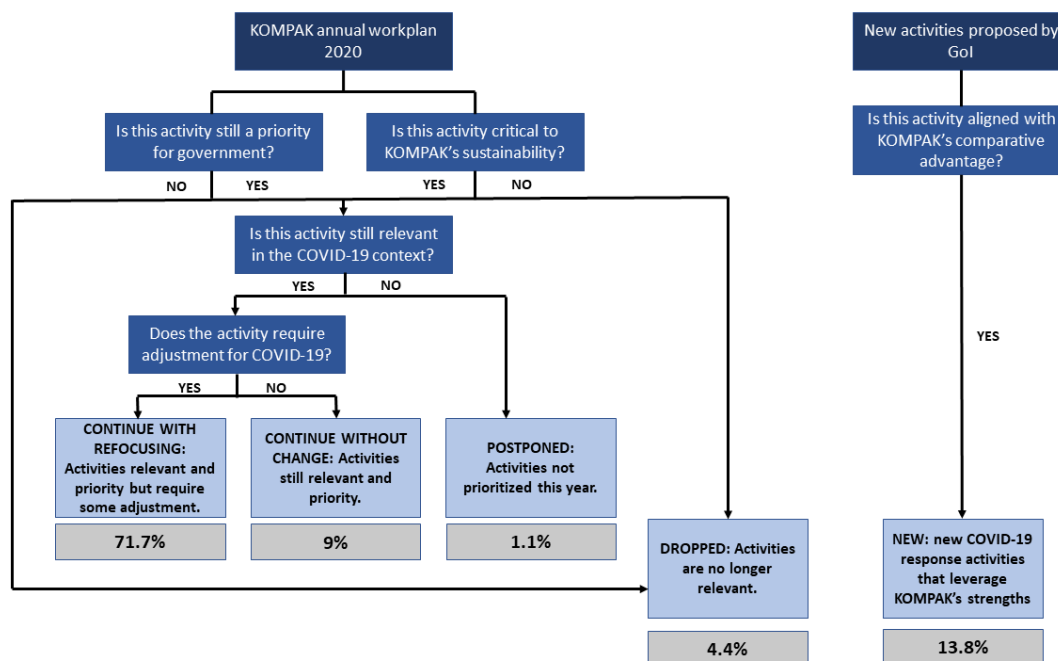 KOMPAK annual workplan
2020
New activities proposed by
GoI
Is this activity still a priority
for government?
Is this activity critical to
KOMPAK's sustainability?
Is this activity aligned with
KOMPAK's comparative
advantage?
NO
YES
YES
NO
Is this activity still relevant
in the COVID-19 context?
YES
NO
Does the activity require
adjustment for COVID-19?
YES
YES
NO
CONTINUE WITH
REFOCUSING:
Activities relevant and
priority but require
some adjustment.
71.7%
CONTINUE WITHOUT
CHANGE: Activities
still relevant and
priority.
9%
POSTPONED:
Activities not
prioritized this year.
1.1%
DROPPED: Activities
are no longer
relevant.
4.4%
NEW: new COVID-19
response activities
that leverage
KOMPAK's strengths
13.8%